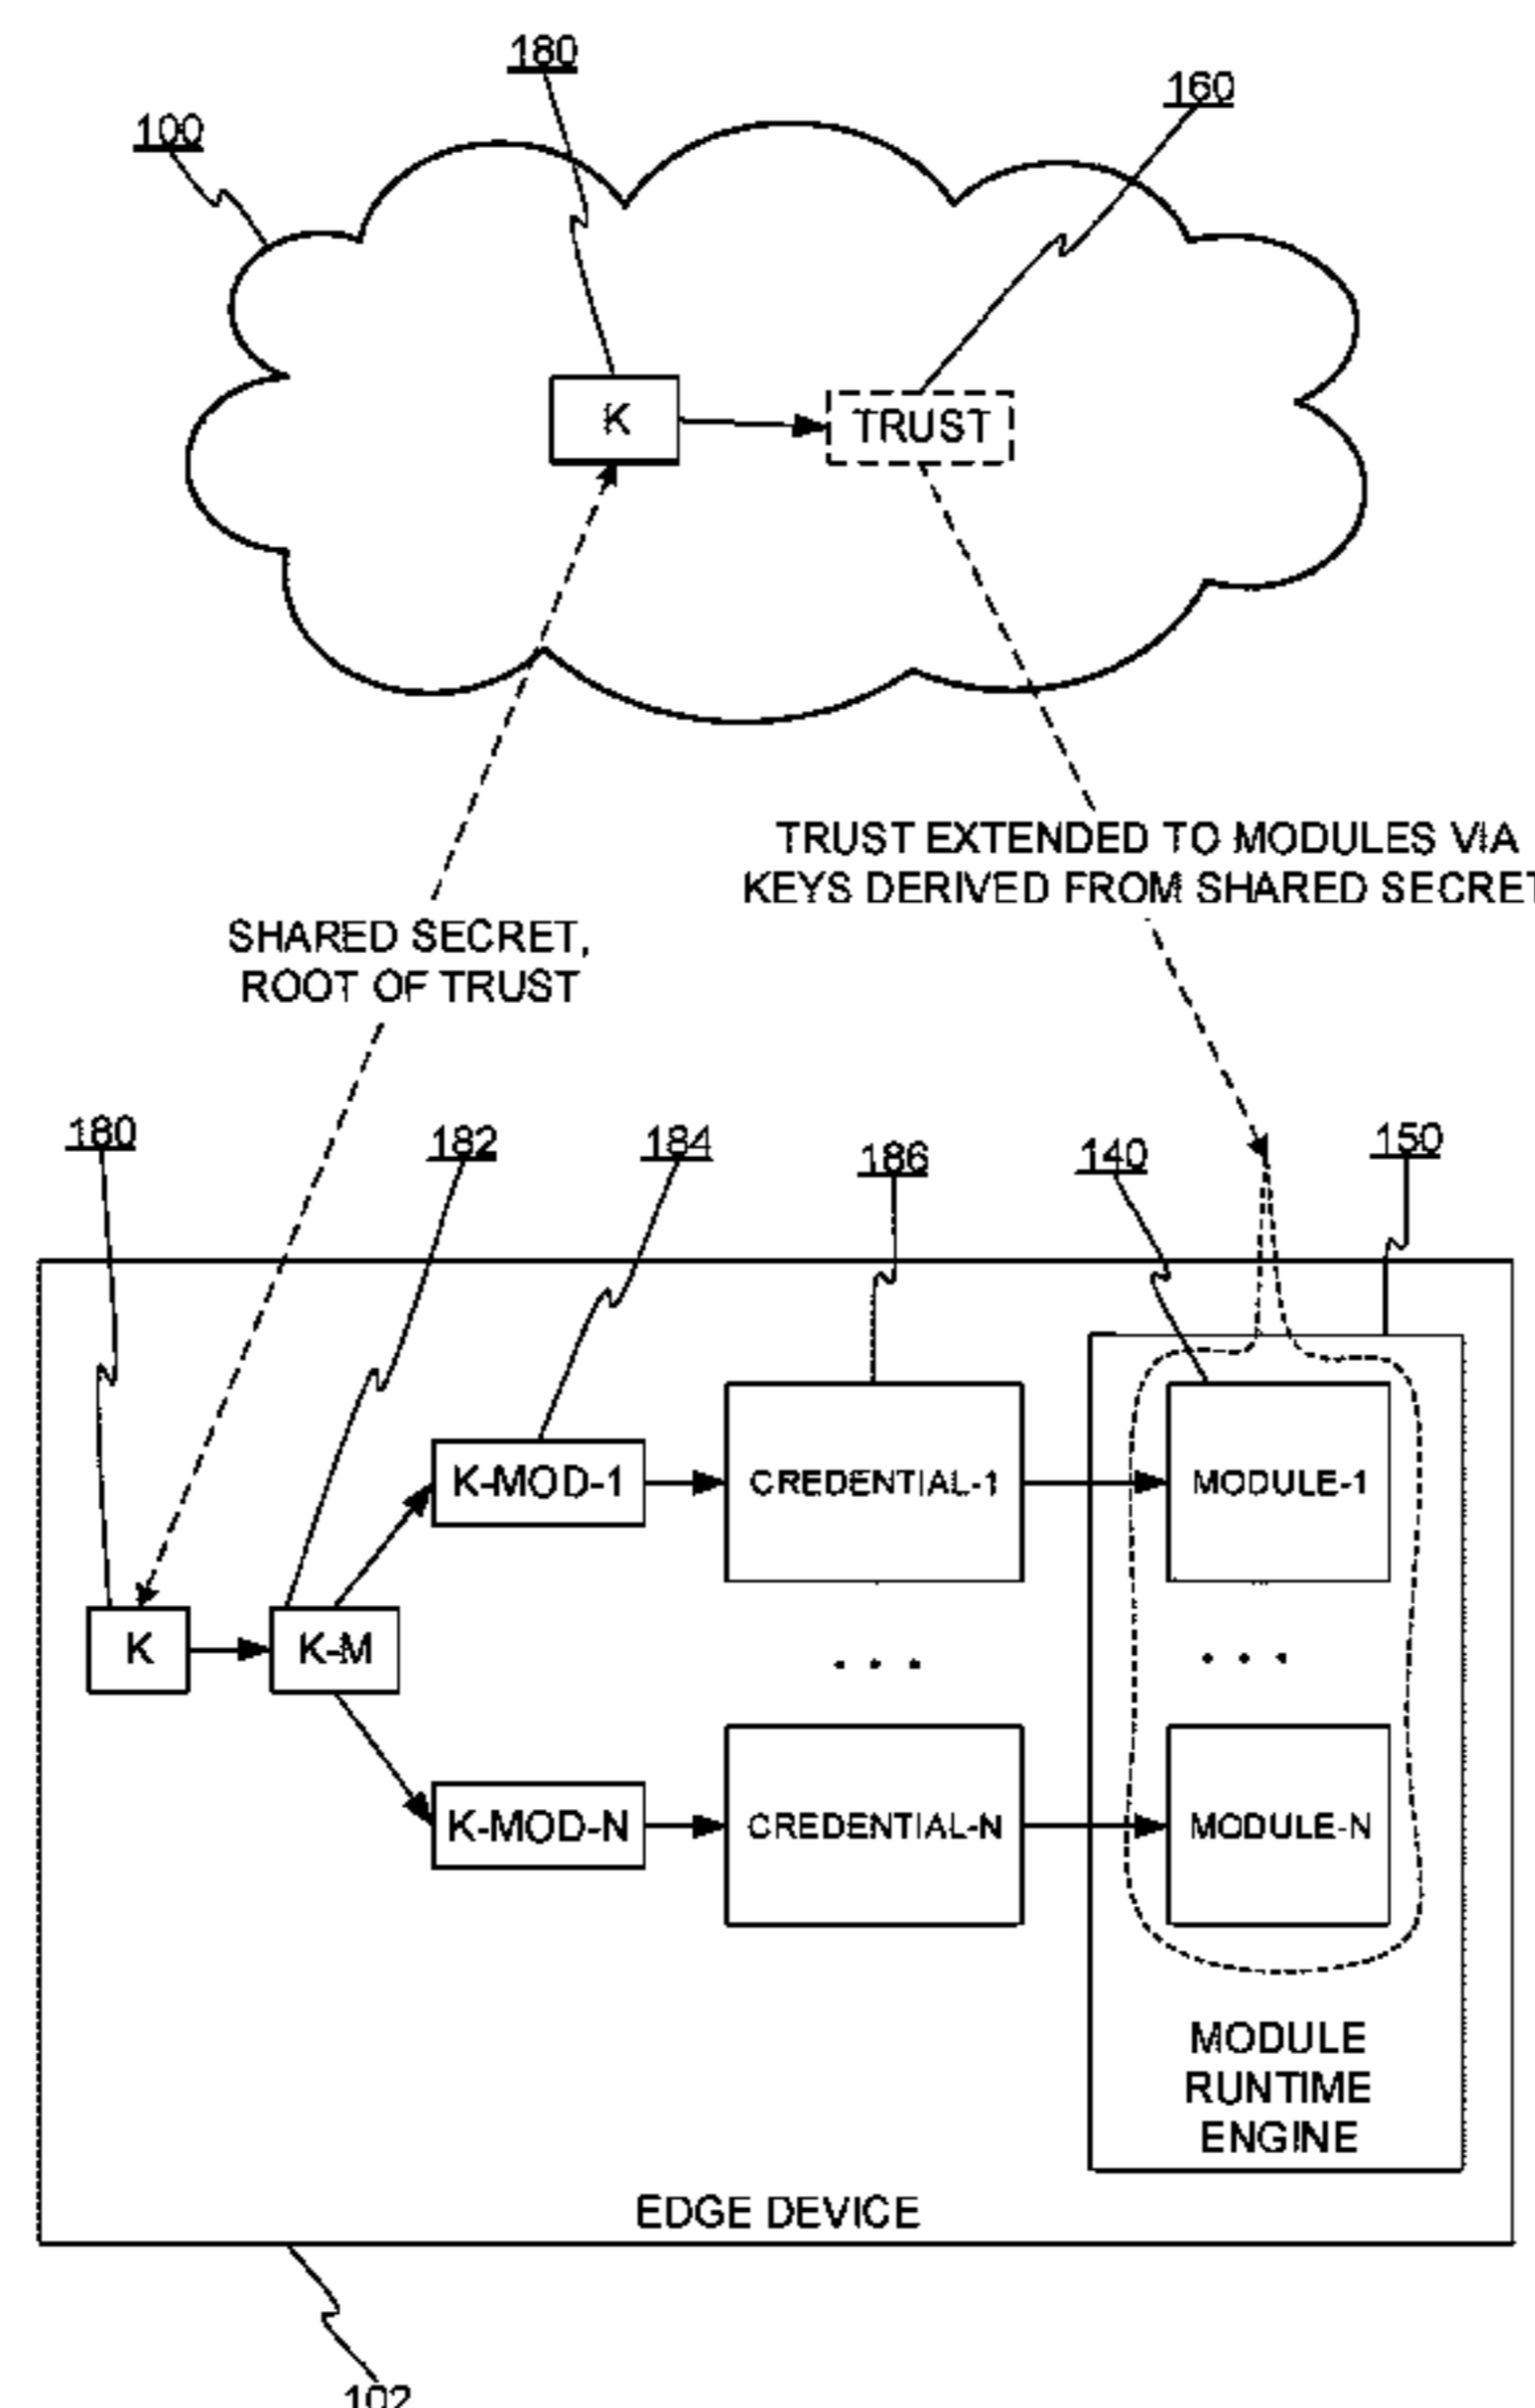 180
160
100
K
TRUST
TRUST EXTENDED TO MODULES VIA
KEYS DERIVED FROM SHARED SECRET
SHARED SECRET,
ROOT OF TRUST
180
182
184
186
140
150
K-MOD-1
CREDENTIAL-1
MODULE-1
K
K-M
. . .
. . .
K-MOD-N
CREDENTIAL-N
MODULE-N
MODULE
RUNTIME
ENGINE
EDGE DEVICE
102